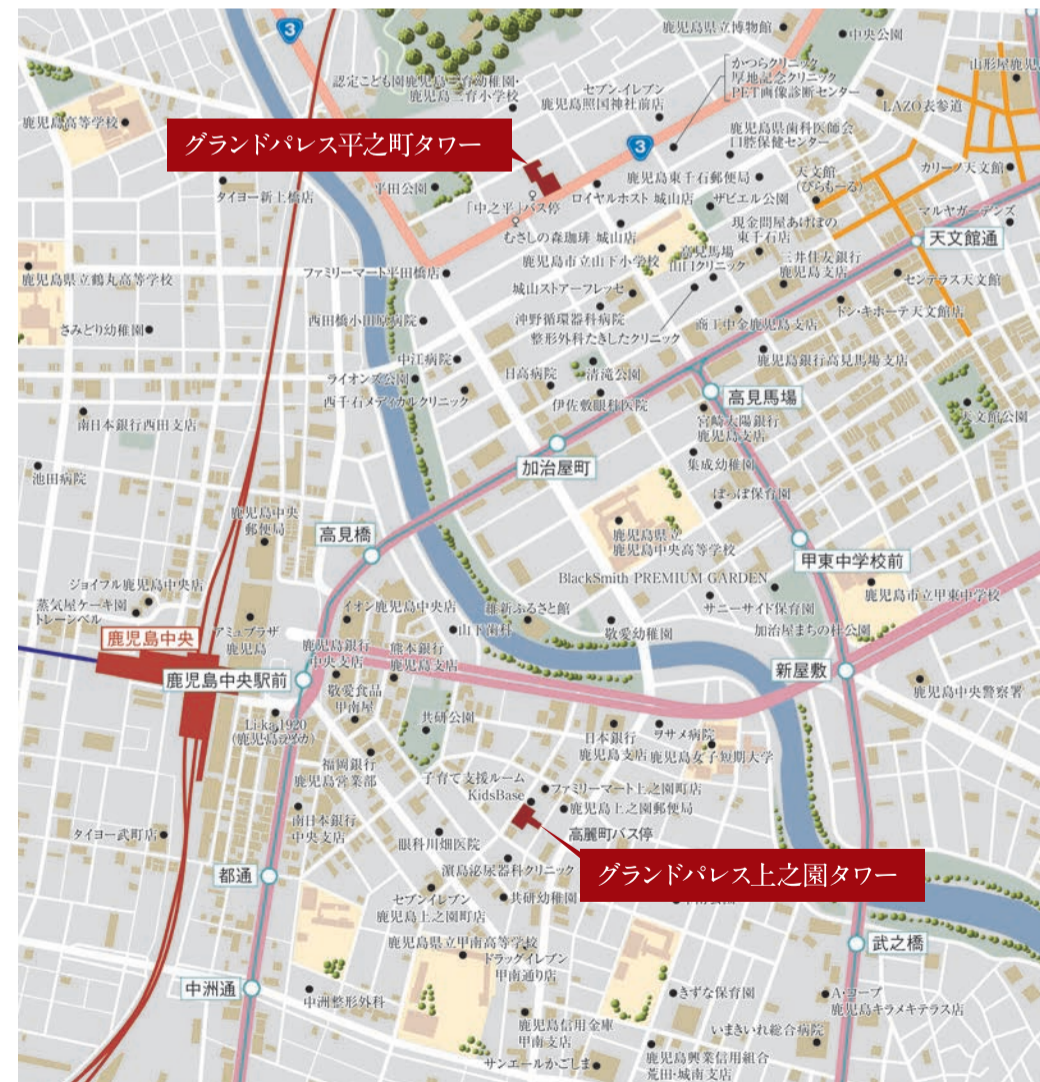 3
鹿児島県立博物館
中央公園
かつらクリニック
厚地記念クリニック
PET画像診断センター
山形屋鹿児
認定こども園鹿児島三育幼稚園・
鹿児島三育小学校
セブン-イレブン
鹿児島照国神社前店
LAZO表参道
鹿児島高等学校
グランドパレス平之町タワー
3
鹿児島県歯科医師会
口腔保健センター
カリーノ天文館
タイヨー新上橋店
平田公園
「中之平」バス停
ロイヤルホスト 城山店
鹿児島東千石郵便局
天文館
(ぴらもーる)
ザビエル公園
マルヤガーデンズ
むさしの森珈琲 城山店
現金問屋あけぼの
東千石店
天文館通
鹿児島県立鶴丸高等学校
ファミリーマート平田橋店
鹿児島市立山下小学校
高見馬場
山口クリニック
三井住友銀行
鹿児島支店
センテラス天文館
城山ストアーフレッセ
さみどり幼稚園
西田橋小田原病院
沖野循環器科病院
整形外科たきしたクリニック
商工中金鹿児島支店
ドン・キホーテ天文館店
中江病院
日高病院
清滝公園
鹿児島銀行高見馬場支店
ライオンズ公園
西千石メディカルクリニック
伊佐敷眼科医院
高見馬場
南日本銀行西田支店
宮崎太陽銀行
鹿児島支店
天文館公園
加治屋町
集成幼稚園
池田病院
ぽっぽ保育園
鹿児島中央
郵便局
高見橋
鹿児島県立
鹿児島中央高等学校
甲東中学校前
ジョイフル鹿児島中央店
BlackSmith PREMIUM GARDEN
鹿児島市立甲東中学校
蒸気屋ケーキ園
トレーンベル
イオン鹿児島中央店
維新ふるさと館
サニーサイド保育園
鹿児島中央
アミュプラザ
鹿児島
鹿児島銀行
中央支店
山下歯科
敬愛幼稚園
加治屋まちの杜公園
熊本銀行
鹿児島支店
鹿児島中央駅前
新屋敷
敬愛食品
甲南屋
鹿児島中央警察署
Li-ka 1920
共研公園
日本銀行
鹿児島支店
ヲサメ病院
鹿児島女子短期大学
福岡銀行
鹿児島営業部
子育て支援ルーム
KidsBase
ファミリーマート上之園町店
鹿児島上之園郵便局
南日本銀行
中央支店
タイヨー武町店
眼科川畑医院
高麗町バス停
濵島泌尿器科クリニック
グランドパレス上之園タワー
都通
セブンイレブン
鹿児島上之園町店
共研幼稚園
鹿児島県立甲南高等学校
ドラッグイレブン
甲南通り店
武之橋
中洲通
中洲整形外科
きずな保育園
A・コープ
鹿児島キラメキテラス店
鹿児島信用金庫
甲南支店
いまきいれ総合病院
サンエールかごしま
鹿児島興業信用組合
荒田・城南支店